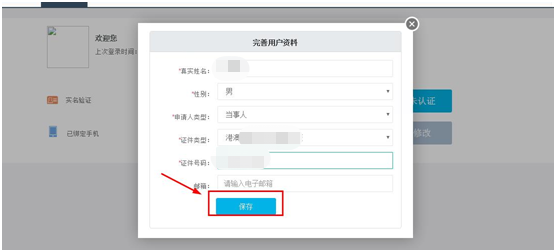 完善用户资料
欢迎您
上次登录时间:
*真实姓名:
*性别: 男
*申请人类型: 当事人
*证件类型: 港澳
实名验证
未认证
*证件号码:
已绑定手机
修改
邮箱: 请输入电子邮箱
保存